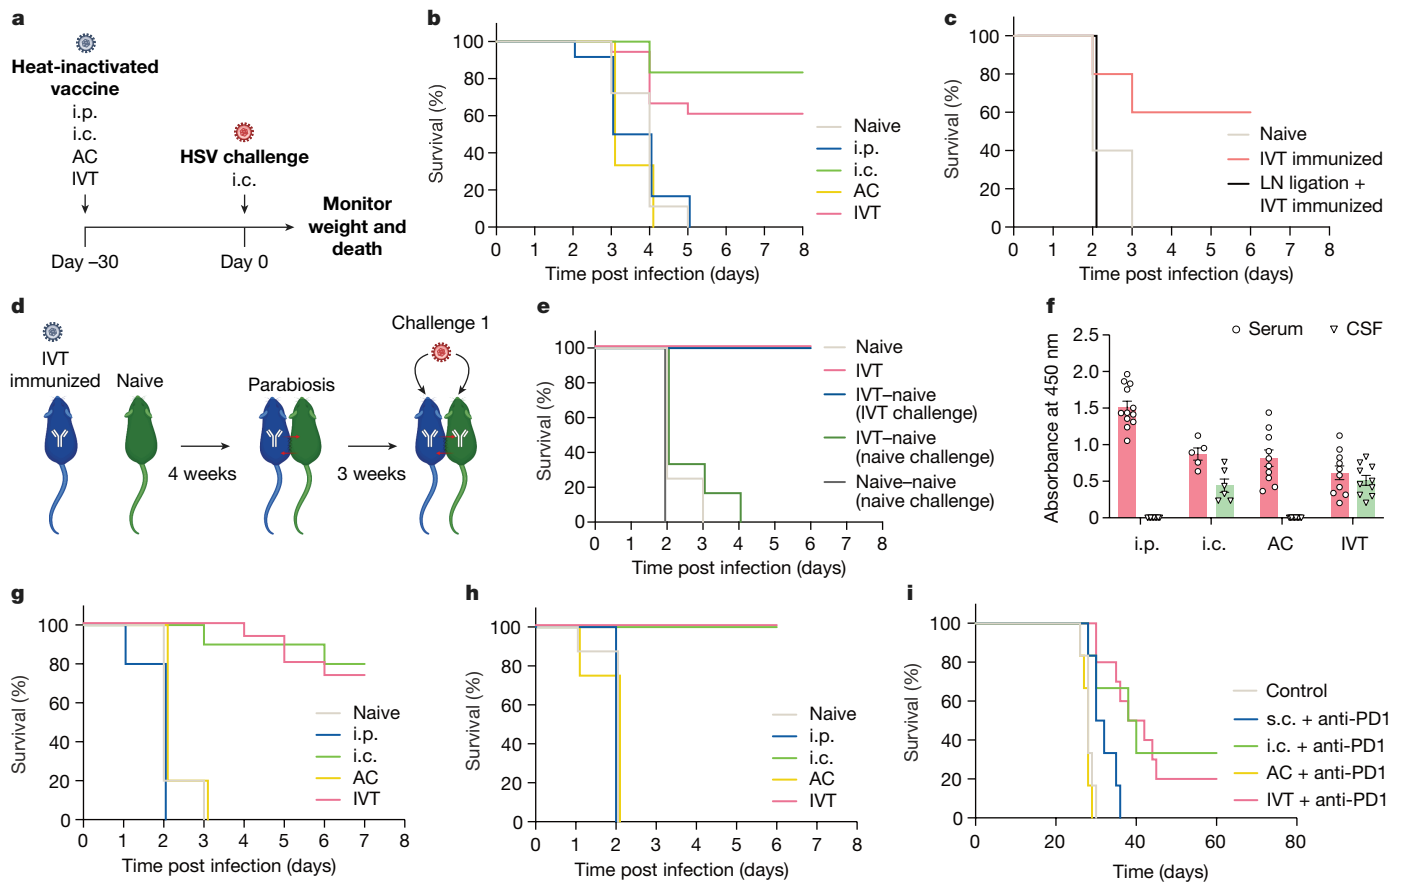 a
Heat-inactivated
vaccine
i.p.
i.c.
AC
IVT
HSV challenge
i.c.
Monitor
weight and
death
Day –30
Day 0
b
Survival (%)
100
80
60
40
20
0
0 1 2 3 4 5 6 7 8
Time post infection (days)
Naive
i.p.
i.c.
AC
IVT
c
Survival (%)
100
80
60
40
20
0
0 1 2 3 4 5 6 7 8
Time post infection (days)
Naive
IVT immunized
LN ligation +
IVT immunized
d
IVT
immunized
Naive
4 weeks
Parabiosis
3 weeks
Challenge 1
e
Survival (%)
100
80
60
40
20
0
0 1 2 3 4 5 6 7 8
Time post infection (days)
Naive
IVT
IVT–naive
(IVT challenge)
IVT–naive
(naive challenge)
Naive–naive
(naive challenge)
f
Serum CSF
Absorbance at 450 nm
2.5
2.0
1.5
1.0
0.5
0
i.p. i.c. AC IVT
g
Survival (%)
100
80
60
40
20
0
0 1 2 3 4 5 6 7 8
Time post infection (days)
Naive
i.p.
i.c.
AC
IVT
h
Survival (%)
100
80
60
40
20
0
0 1 2 3 4 5 6 7 8
Time post infection (days)
Naive
i.p.
i.c.
AC
IVT
i
Survival (%)
100
80
60
40
20
0
0 20 40 60 80
Time (days)
Control
s.c. + anti-PD1
i.c. + anti-PD1
AC + anti-PD1
IVT + anti-PD1